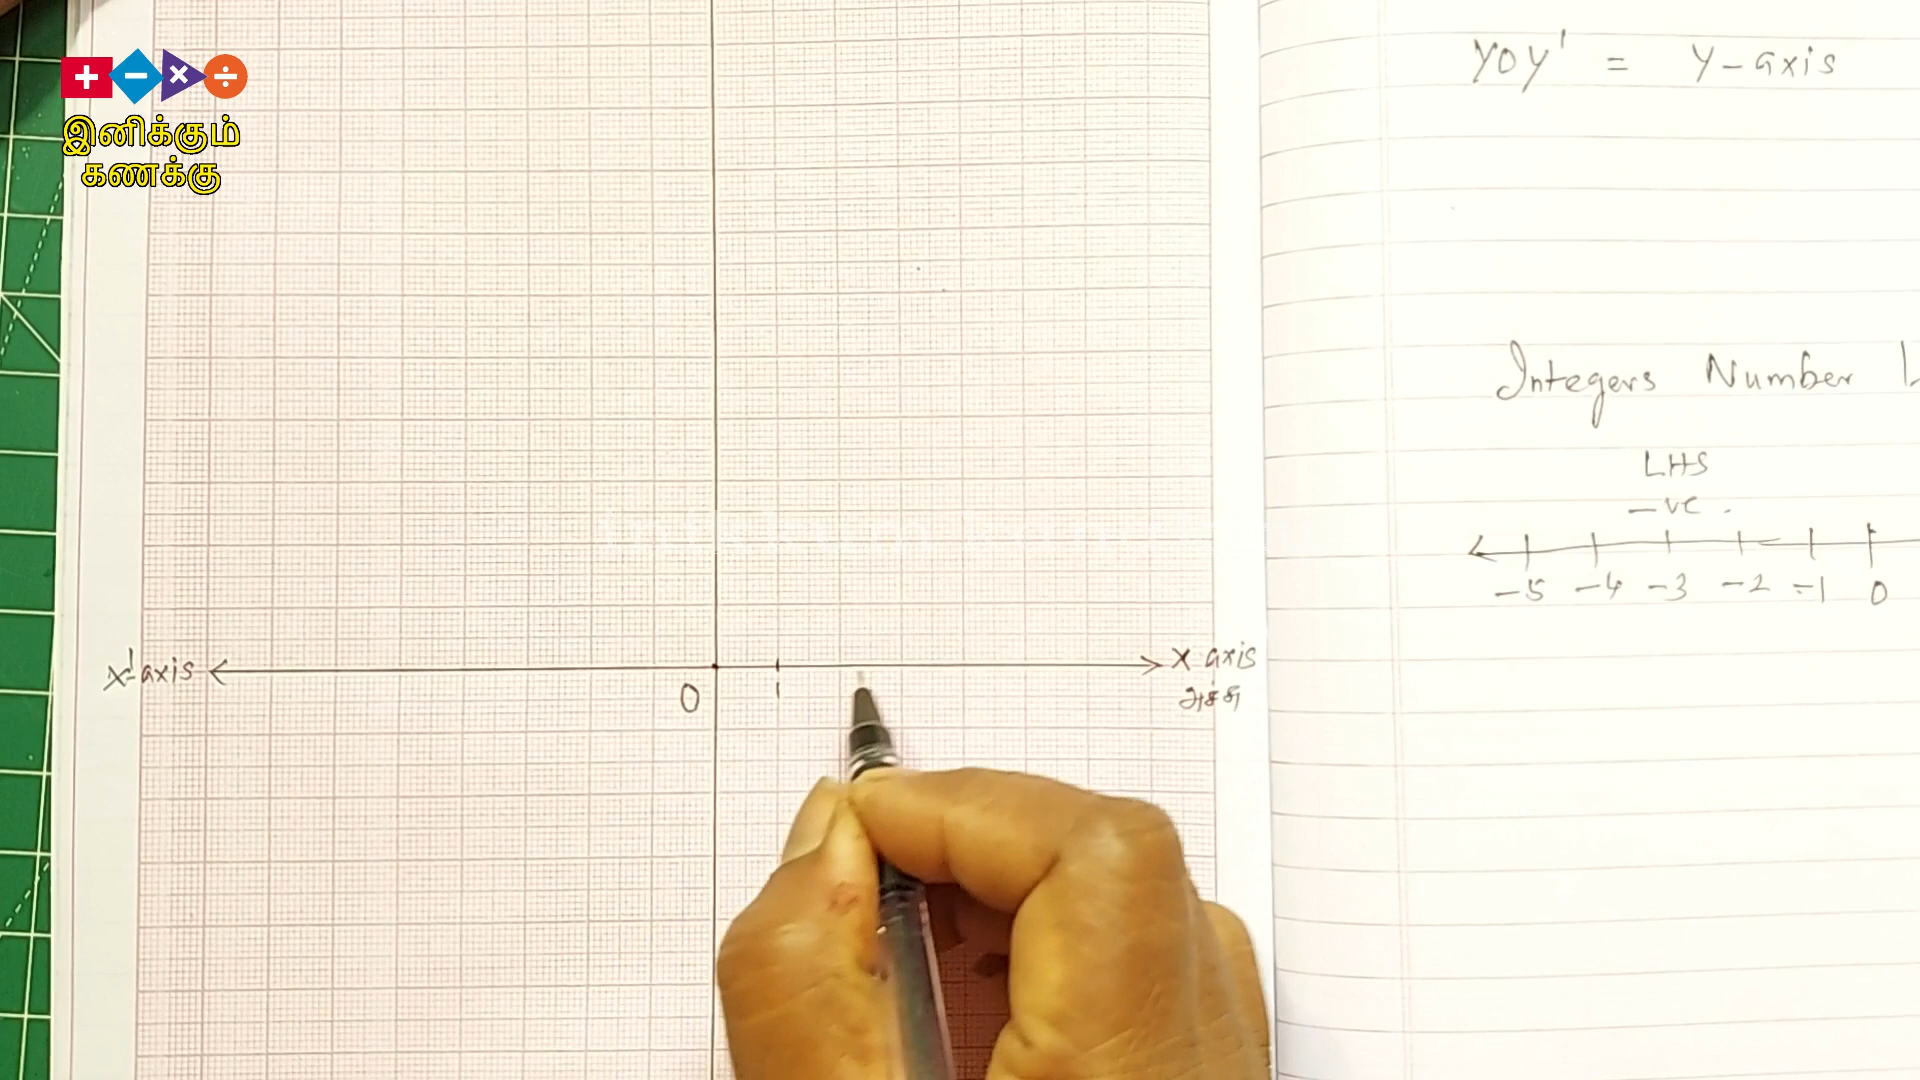 இனிக்கும்
கணக்கு
YOY' = Y-axis
Integers Number
LHS
-ve
-5 -4 -3 -2 -1 0
X'-axis
X axis
அச்சு
0
1